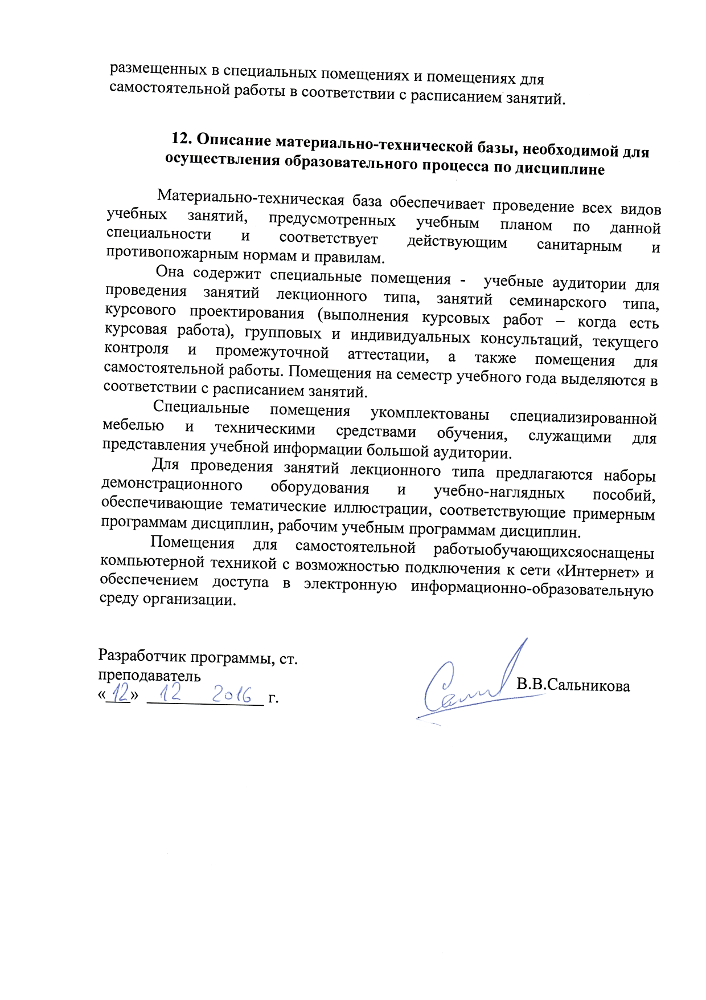 размещенных в специальных помещениях и помещениях для
самостоятельной работы в соответствии с расписанием занятий.
12. Описание материально-технической базы, необходимой для
осуществления образовательного процесса по дисциплине
Материально-техническая база обеспечивает проведение всех видов
учебных занятий, предусмотренных учебным планом по данной
специальности и соответствует действующим санитарным и
противопожарным нормам и правилам.
Она содержит специальные помещения - учебные аудитории для
проведения занятий лекционного типа, занятий семинарского типа,
курсового проектирования (выполнения курсовых работ – когда есть
курсовая работа), групповых и индивидуальных консультаций, текущего
контроля и промежуточной аттестации, а также помещения для
самостоятельной работы. Помещения на семестр учебного года выделяются в
соответствии с расписанием занятий.
Специальные помещения укомплектованы специализированной
мебелью и техническими средствами обучения, служащими для
представления учебной информации большой аудитории.
Для проведения занятий лекционного типа предлагаются наборы
демонстрационного оборудования и учебно-наглядных пособий,
обеспечивающие тематические иллюстрации, соответствующие примерным
программам дисциплин, рабочим учебным программам дисциплин.
Помещения для самостоятельной работыобучающихсяоснащены
компьютерной техникой с возможностью подключения к сети «Интернет» и
обеспечением доступа в электронную информационно-образовательную
среду организации.
Разработчик программы, ст.
преподаватель
В.В.Сальникова
«12» 12 2016 г.